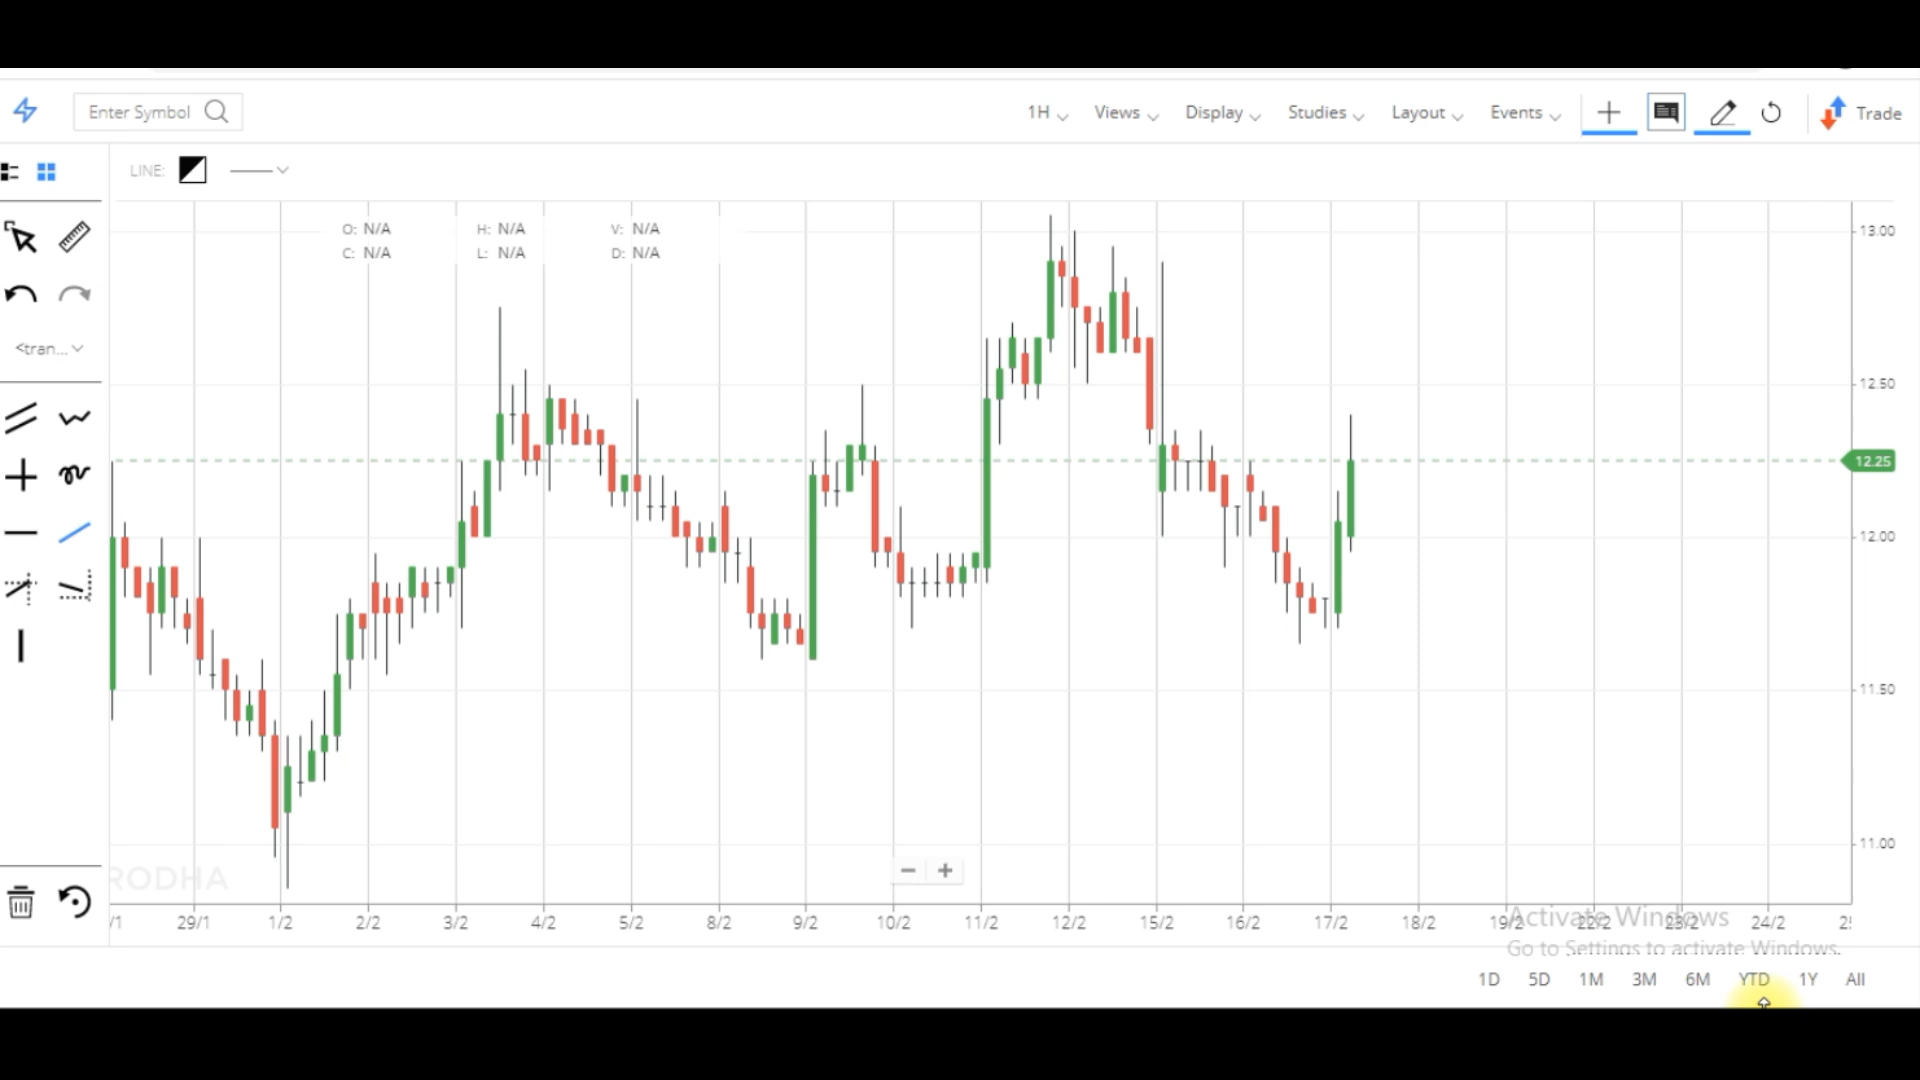 Enter Symbol
1H Views Display Studies Layout Events Trade
LINE:
O: N/A H: N/A V: N/A
C: N/A L: N/A D: N/A
<tran...
13.00
12.50
12.25
12.00
11.50
11.00
RODHA
/1 29/1 1/2 2/2 3/2 4/2 5/2 8/2 9/2 10/2 11/2 12/2 15/2 16/2 17/2 18/2 19/2 22/2 23/2 24/2
Activate Windows
Go to Settings to activate Windows.
1D 5D 1M 3M 6M YTD 1Y All